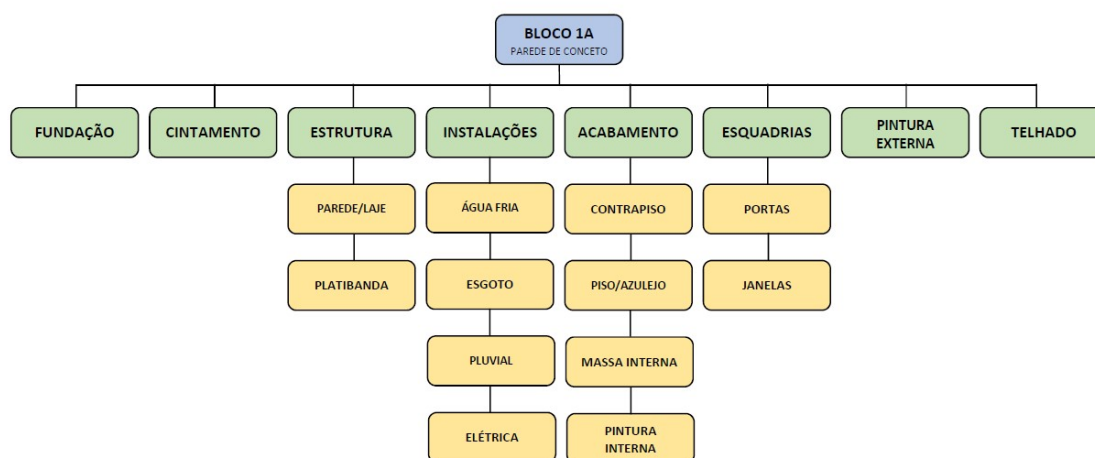 BLOCO 1A
PAREDE DE CONCETO
FUNDAÇÃO
CINTAMENTO
ESTRUTURA
INSTALAÇÕES
ACABAMENTO
ESQUADRIAS
PINTURA
EXTERNA
TELHADO
PAREDE/LAJE
ÁGUA FRIA
CONTRAPISO
PORTAS
PLATIBANDA
ESGOTO
PISO/AZULEJO
JANELAS
PLUVIAL
MASSA INTERNA
ELÉTRICA
PINTURA
INTERNA